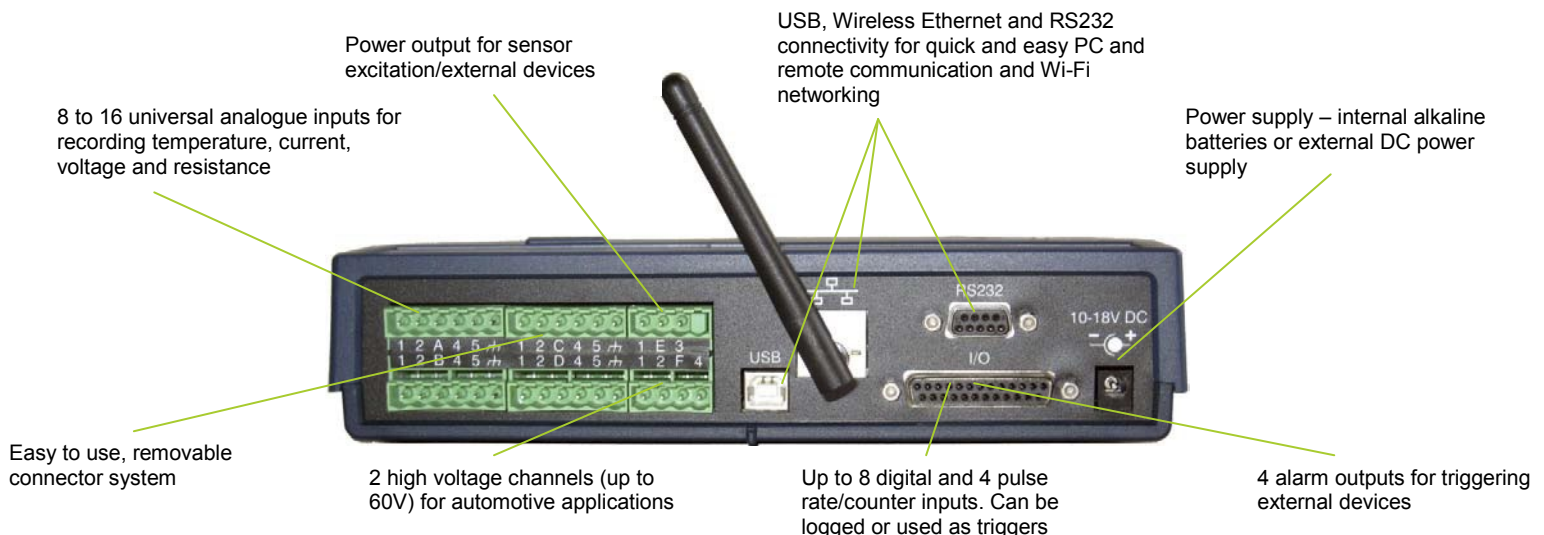 USB, Wireless Ethernet and RS232
connectivity for quick and easy PC and
remote communication and Wi-Fi
networking
Power output for sensor
excitation/external devices
8 to 16 universal analogue inputs for
recording temperature, current,
voltage and resistance
Power supply – internal alkaline
batteries or external DC power
supply
RS232
10-18V DC
– +
1 2 A 4 5 1 2 C 4 5 1 E 3
1 2 B 4 5 1 2 D 4 5 1 2 F 4
USB
I/O
Easy to use, removable
connector system
2 high voltage channels (up to
60V) for automotive applications
Up to 8 digital and 4 pulse
rate/counter inputs. Can be
logged or used as triggers
4 alarm outputs for triggering
external devices